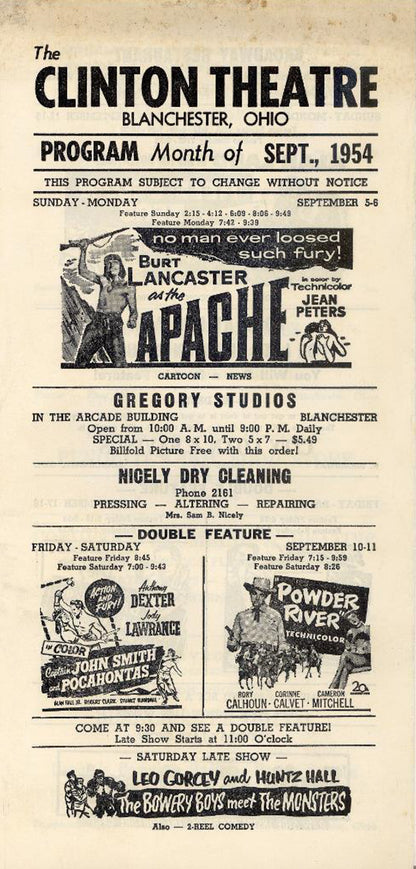 The
CLINTON THEATRE
BLANCHESTER, OHIO
PROGRAM Month of SEPT., 1954
THIS PROGRAM SUBJECT TO CHANGE WITHOUT NOTICE
SUNDAY - MONDAY SEPTEMBER 5-6
Feature Sunday 2:15 - 4:12 - 6:09 - 8:06 - 9:49
Feature Monday 7:42 - 9:39
no man ever loosed
such fury!
BURT
LANCASTER
as the
APACHE
in color by
Technicolor
JEAN
PETERS
CARTOON — NEWS
GREGORY STUDIOS
IN THE ARCADE BUILDING BLANCHESTER
Open from 10:00 A. M. until 9:00 P. M. Daily
SPECIAL — One 8 x 10, Two 5 x 7 — $5.49
Billfold Picture Free with this order!
NICELY DRY CLEANING
Phone 2161
PRESSING — ALTERING — REPAIRING
Mrs. Sam B. Nicely
— DOUBLE FEATURE —
FRIDAY - SATURDAY SEPTEMBER 10-11
Feature Friday 8:45
Feature Saturday 7:00 - 9:43
ACTION
AND
FURY!
Anthony
DEXTER
Jody
LAWRANCE
in COLOR
Captain JOHN SMITH
and POCAHONTAS
ALAN HALE JR. ROBERT CLARK
Feature Friday 7:15 - 9:59
Feature Saturday 8:26
POWDER
RIVER
TECHNICOLOR
RORY CORINNE CAMERON
CALHOUN · CALVET · MITCHELL
20
COME AT 9:30 AND SEE A DOUBLE FEATURE!
Late Show Starts at 11:00 O'clock
— SATURDAY LATE SHOW —
LEO GORCEY and HUNTZ HALL
The BOWERY BOYS meet The MONSTERS
Also — 2-REEL COMEDY